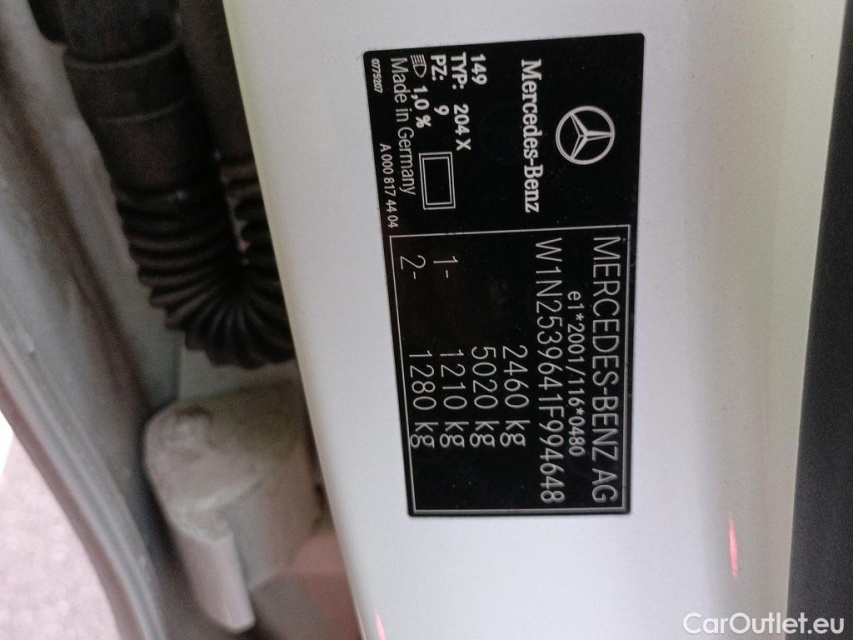 Mercedes-Benz
149
TYP: 204 X
PZ: 9
1,0 %
Made in Germany
0775207
A 000 817 44 04
MERCEDES-BENZ AG
e1*2001/116*0480
W1N2539641F994648
2460 kg
5020 kg
1- 1210 kg
2- 1280 kg
CarOutlet.eu